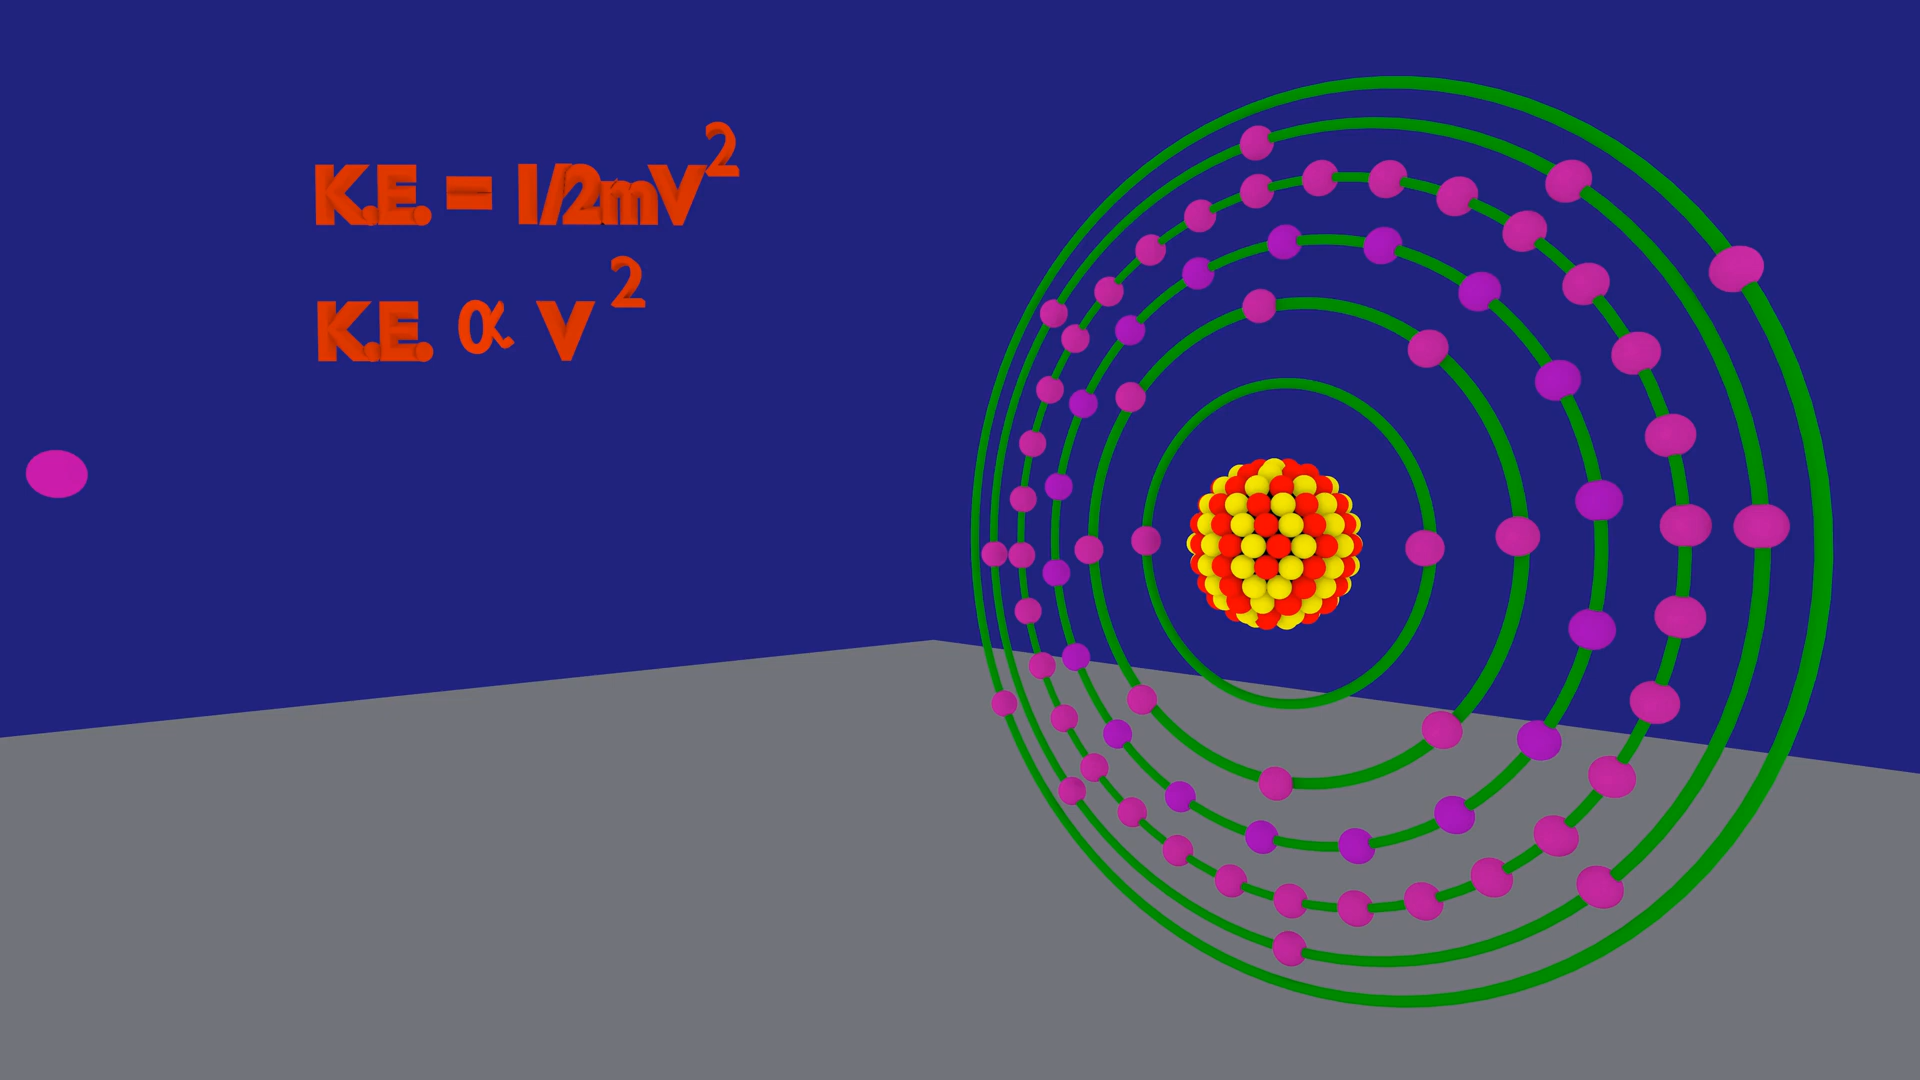 K.E. = 1/2mV²
K.E. α V²